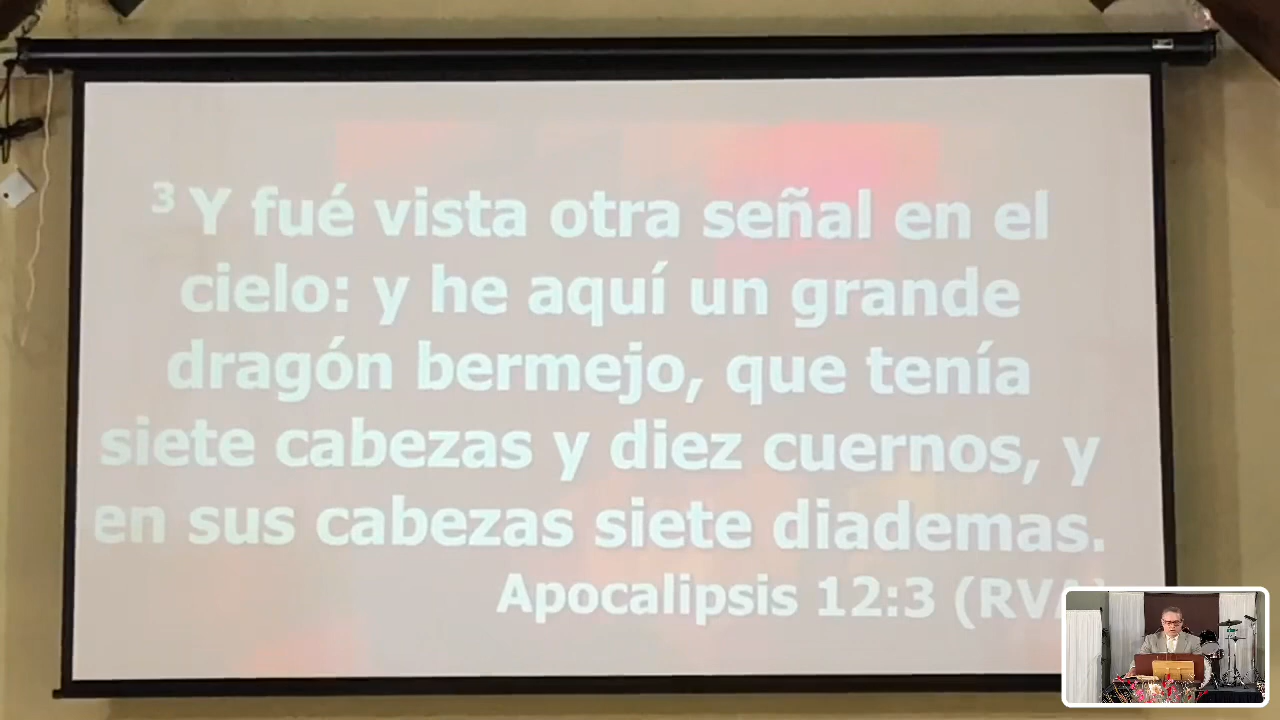 3 Y fué vista otra señal en el
cielo: y he aquí un grande
dragón bermejo, que tenía
siete cabezas y diez cuernos, y
en sus cabezas siete diademas.
Apocalipsis 12:3 (RVA)